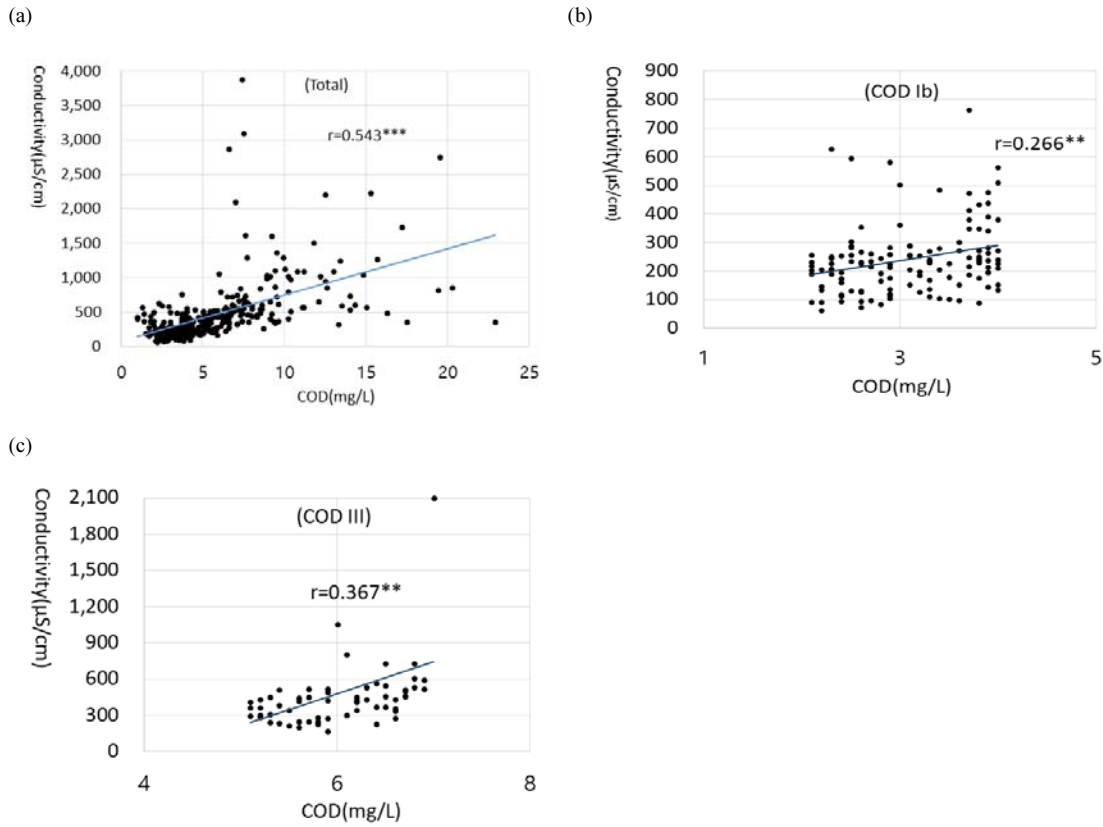 (a)
Conductivity(µS/cm)
4,000
3,500
3,000
2,500
2,000
1,500
1,000
500
0
(Total)
r=0.543***
0 5 10 15 20 25
COD(mg/L)
(b)
Conductivity(µS/cm)
900
800
700
600
500
400
300
200
100
0
(COD Ib)
r=0.266**
1 3 5
COD(mg/L)
(c)
Conductivity(µS/cm)
2,100
1,800
1,500
1,200
900
600
300
0
(COD III)
r=0.367**
4 6 8
COD(mg/L)